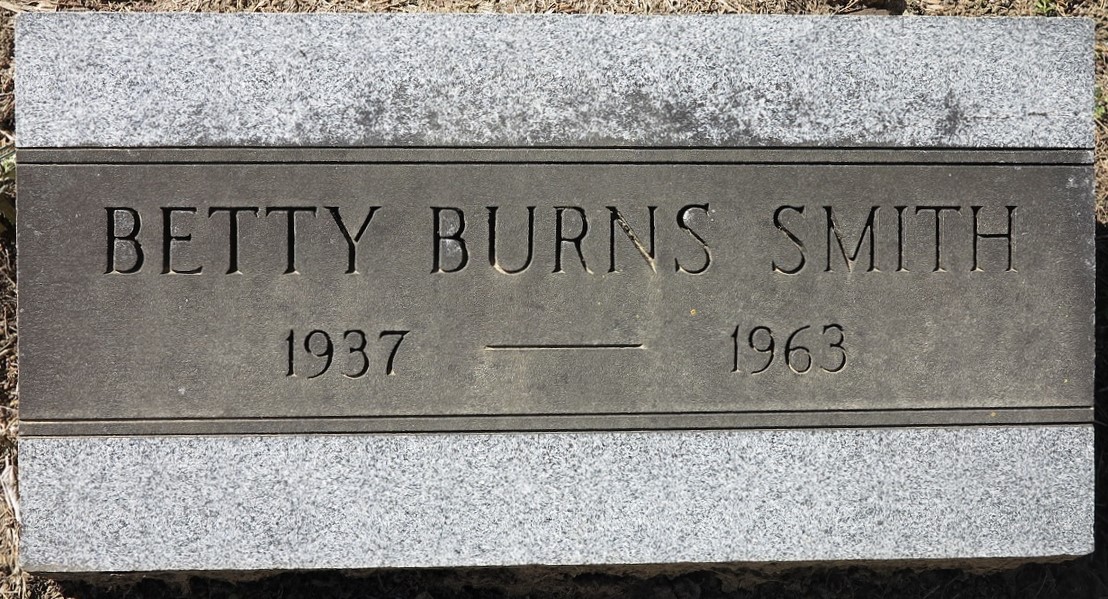 BETTY BURNS SMITH
1937 — 1963